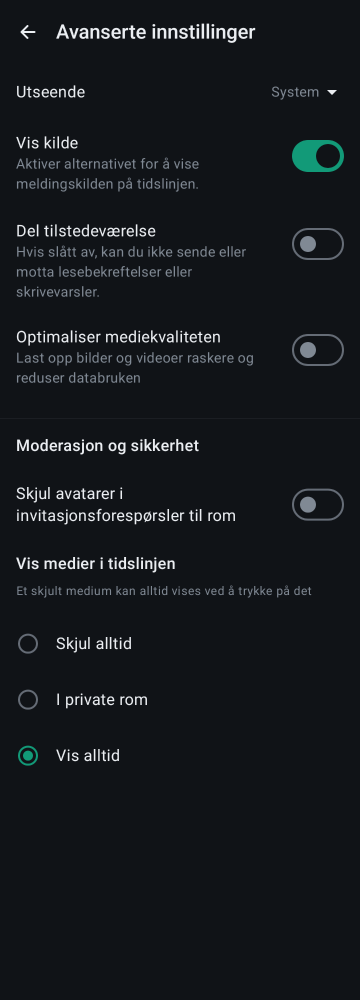 Avanserte innstillinger
Utseende
System
Vis kilde
Aktiver alternativet for å vise
meldingskilden på tidslinjen.
Del tilstedeværelse
Hvis slått av, kan du ikke sende eller
motta lesebekreftelser eller
skrivevarsler.
Optimaliser mediekvaliteten
Last opp bilder og videoer raskere og
reduser databruken
Moderasjon og sikkerhet
Skjul avatarer i
invitasjonsforespørsler til rom
Vis medier i tidslinjen
Et skjult medium kan alltid vises ved å trykke på det
Skjul alltid
I private rom
Vis alltid